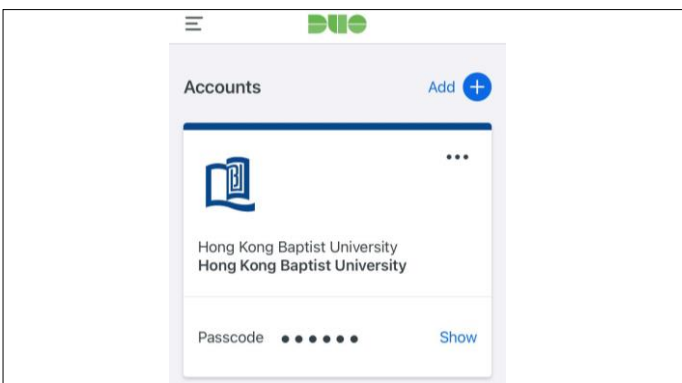 DUO
Accounts
Add
Hong Kong Baptist University
Hong Kong Baptist University
Passcode ●●●●●●
Show